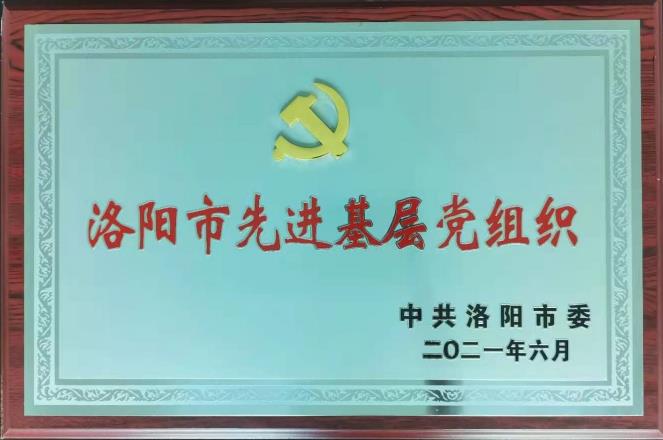 洛阳市先进基层党组织
中共洛阳市委
二〇二一年六月